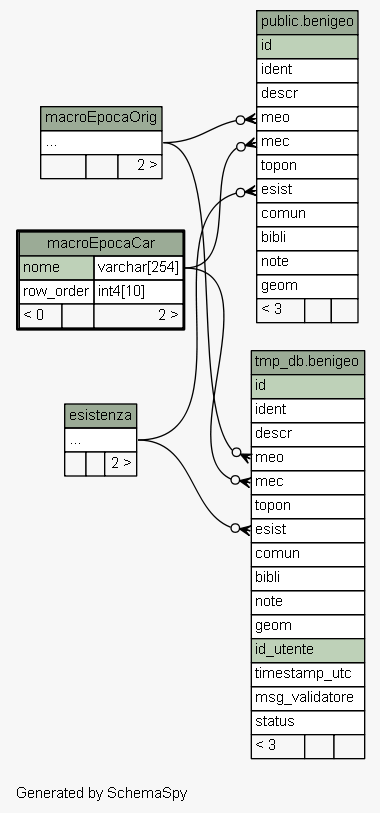 public.benigeo
id
ident
descr
meo
mec
topon
esist
comun
bibli
note
geom
< 3
macroEpocaOrig
...
2 >
macroEpocaCar
nome varchar[254]
row_order int4[10]
< 0 2 >
esistenza
...
2 >
tmp_db.benigeo
id
ident
descr
meo
mec
topon
esist
comun
bibli
note
geom
id_utente
timestamp_utc
msg_validatore
status
< 3
Generated by SchemaSpy